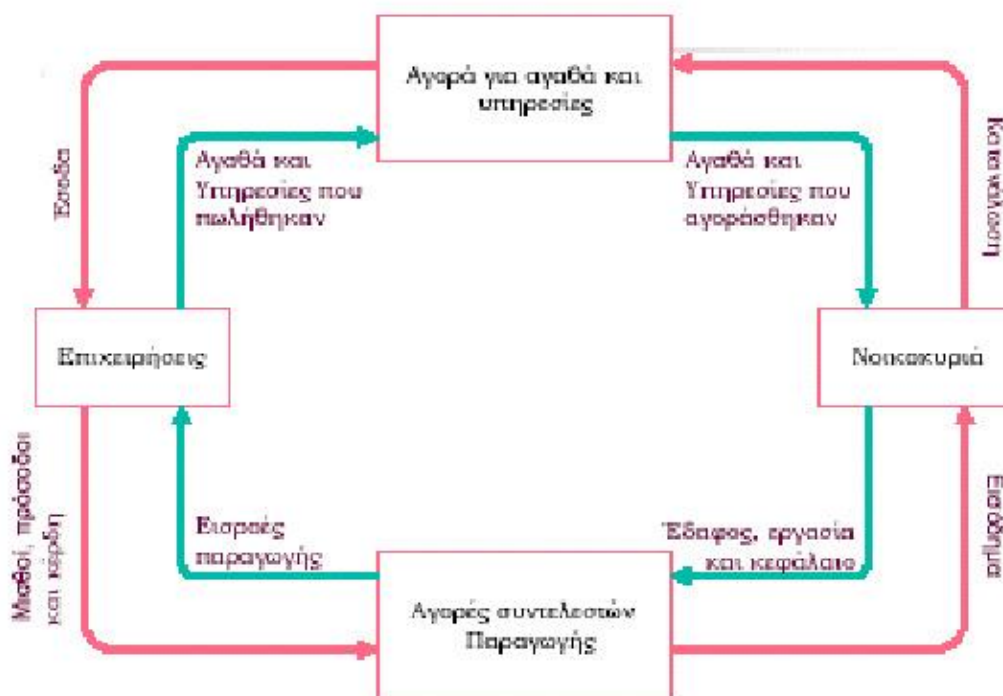 Αγορά για αγαθά και
υπηρεσίες
Έσοδα
Αγαθά και
Υπηρεσίες που
πωλήθηκαν
Αγαθά και
Υπηρεσίες που
αγοράσθηκαν
Κατανάλωση
Επιχειρήσεις
Νοικοκυριά
Μισθοί, πρόσοδοι
και κέρδη
Εισροές
παραγωγής
Έδαφος, εργασία
και κεφάλαιο
Εισόδημα
Αγορές συντελεστών
Παραγωγής